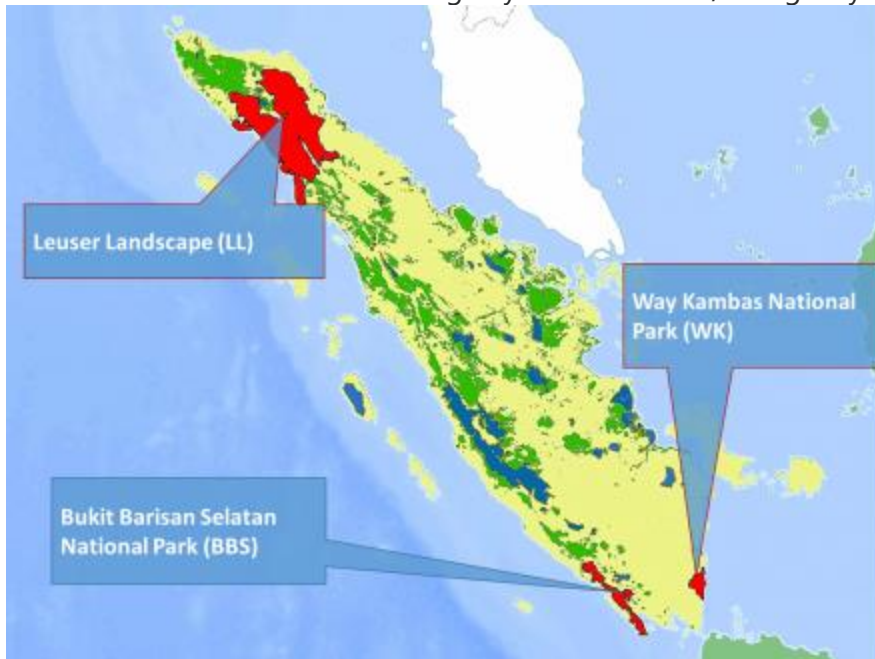 Leuser Landscape (LL)
Way Kambas National
Park (WK)
Bukit Barisan Selatan
National Park (BBS)